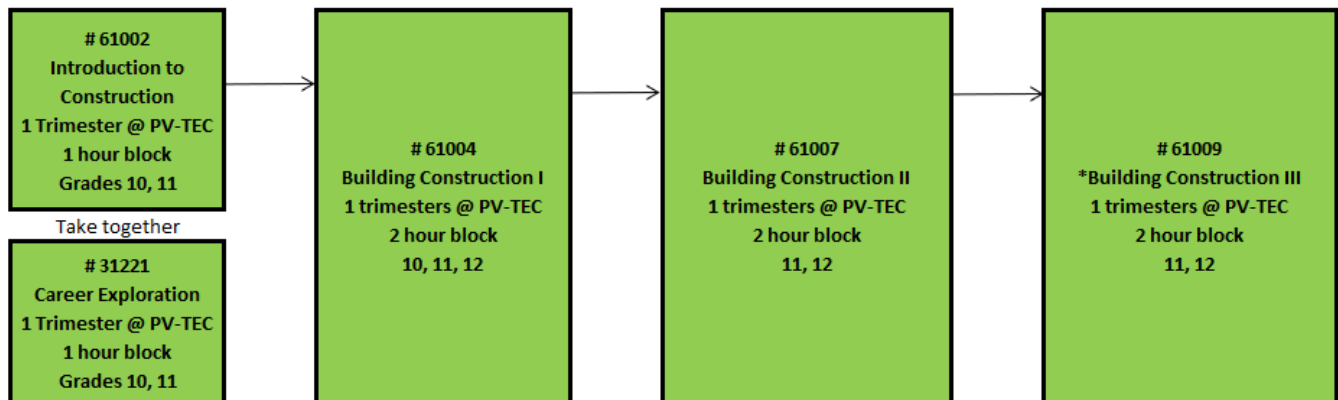 # 61002
Introduction to
Construction
1 Trimester @ PV-TEC
1 hour block
Grades 10, 11
Take together
# 31221
Career Exploration
1 Trimester @ PV-TEC
1 hour block
Grades 10, 11
# 61004
Building Construction I
1 trimesters @ PV-TEC
2 hour block
10, 11, 12
# 61007
Building Construction II
1 trimesters @ PV-TEC
2 hour block
11, 12
# 61009
*Building Construction III
1 trimesters @ PV-TEC
2 hour block
11, 12